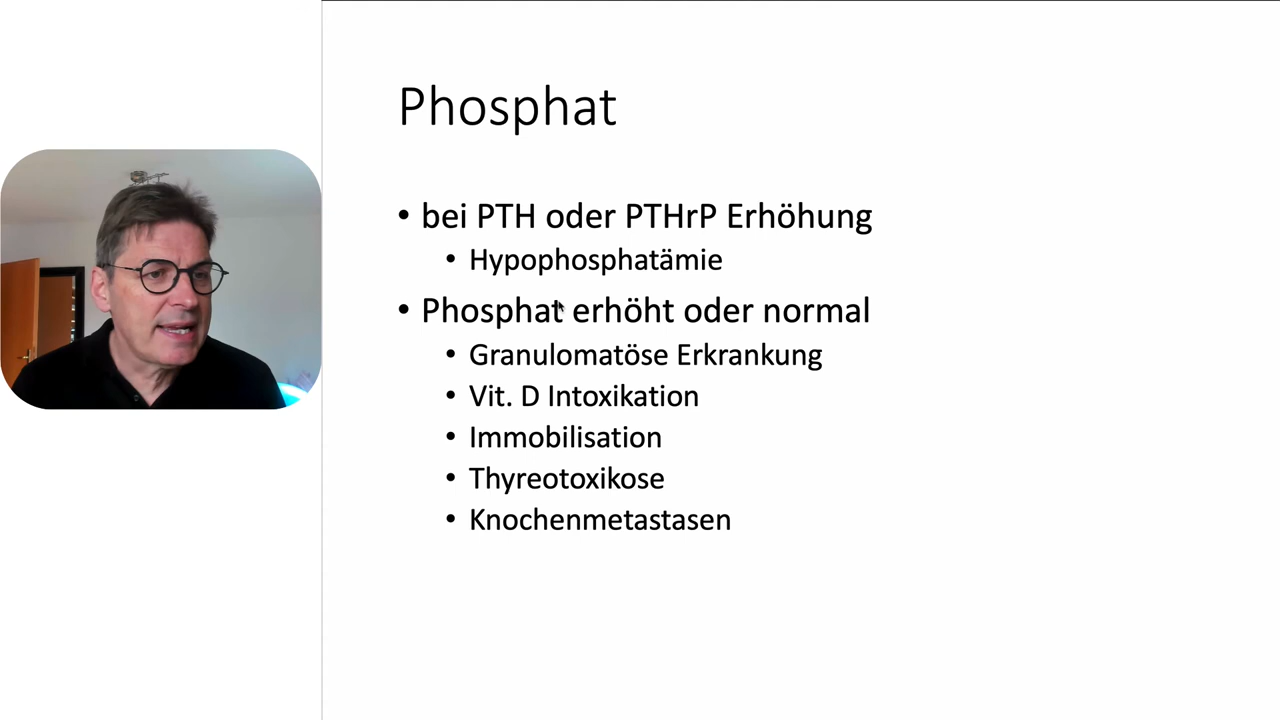 Phosphat
• bei PTH oder PTHrP Erhöhung
• Hypophosphatämie
• Phosphat erhöht oder normal
• Granulomatöse Erkrankung
• Vit. D Intoxikation
• Immobilisation
• Thyreotoxikose
• Knochenmetastasen